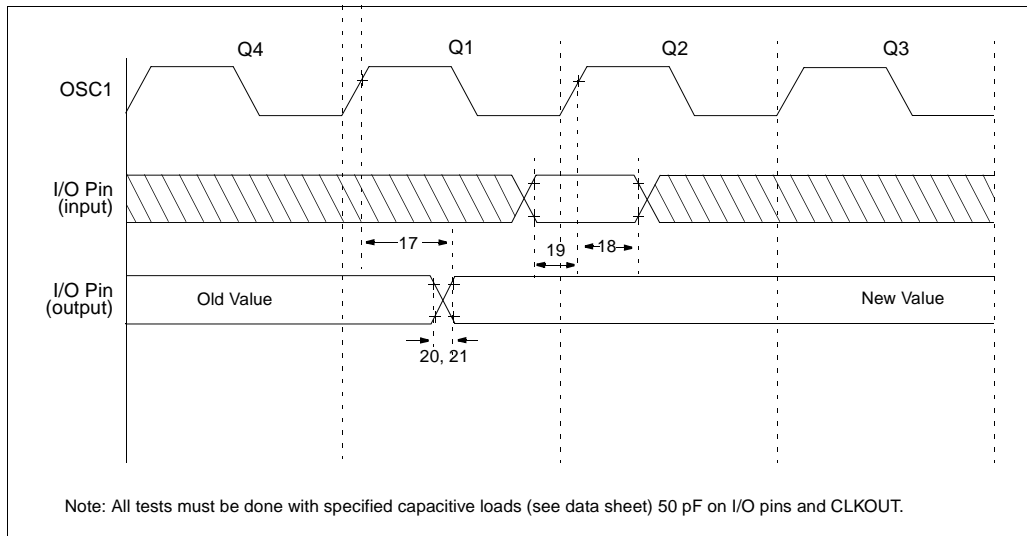 Q4 Q1 Q2 Q3
OSC1
I/O Pin
(input)
17 19 18
I/O Pin
(output)
Old Value New Value
20, 21
Note: All tests must be done with specified capacitive loads (see data sheet) 50 pF on I/O pins and CLKOUT.